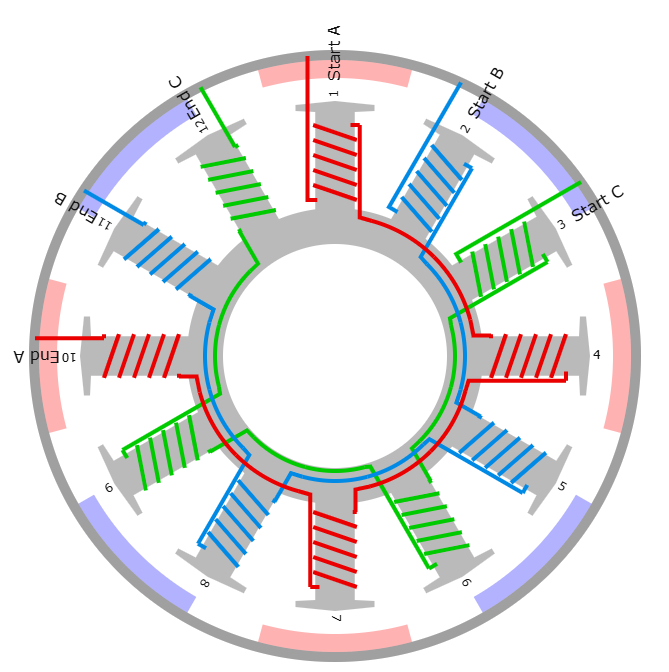 1 Start A
2 Start B
3 Start C
4
5
6
7
8
9
10 End A
11 End B
12 End C